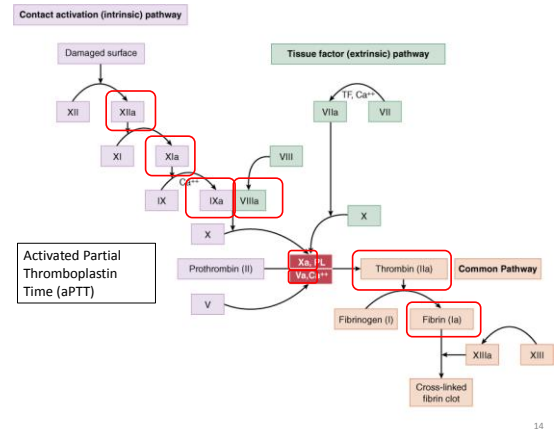 Contact activation (intrinsic) pathway
Damaged surface
Tissue factor (extrinsic) pathway
TF, Ca⁺⁺
XII
XIIa
VIIa
VII
XI
XIa
VIII
Ca⁺⁺
IX
IXa
VIIIa
X
X
Activated Partial
Thromboplastin
Time (aPTT)
Prothrombin (II)
Xa, PL
Va,Ca⁺⁺
Thrombin (IIa)
Common Pathway
V
Fibrinogen (I)
Fibrin (Ia)
XIIIa
XIII
Cross-linked
fibrin clot
14